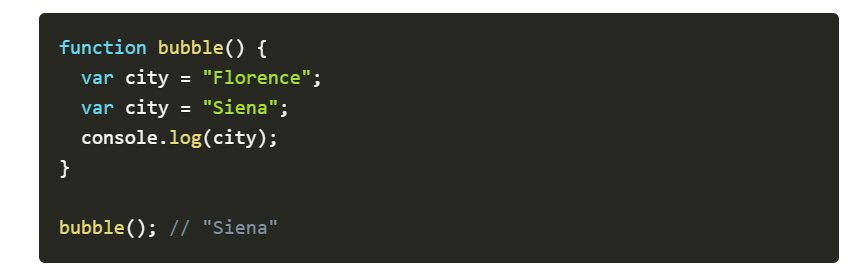 function bubble() {
  var city = "Florence";
  var city = "Siena";
  console.log(city);
}
bubble(); // "Siena"